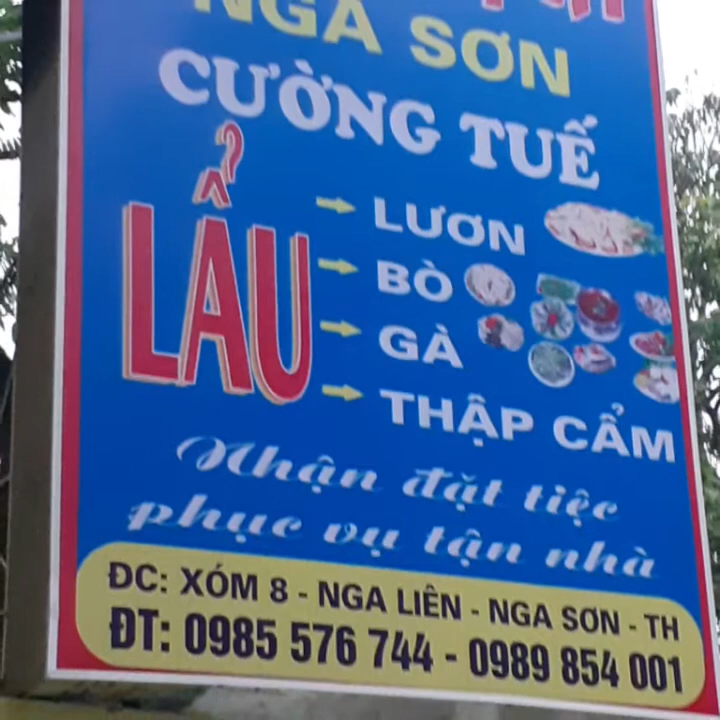 NGA SƠN
CƯỜNG TUẾ
LẨU
LƯƠN
BÒ
GÀ
THẬP CẨM
Nhận đặt tiệc
phục vụ tận nhà
ĐC: XÓM 8 - NGA LIÊN - NGA SƠN - TH
ĐT: 0985 576 744 - 0989 854 001